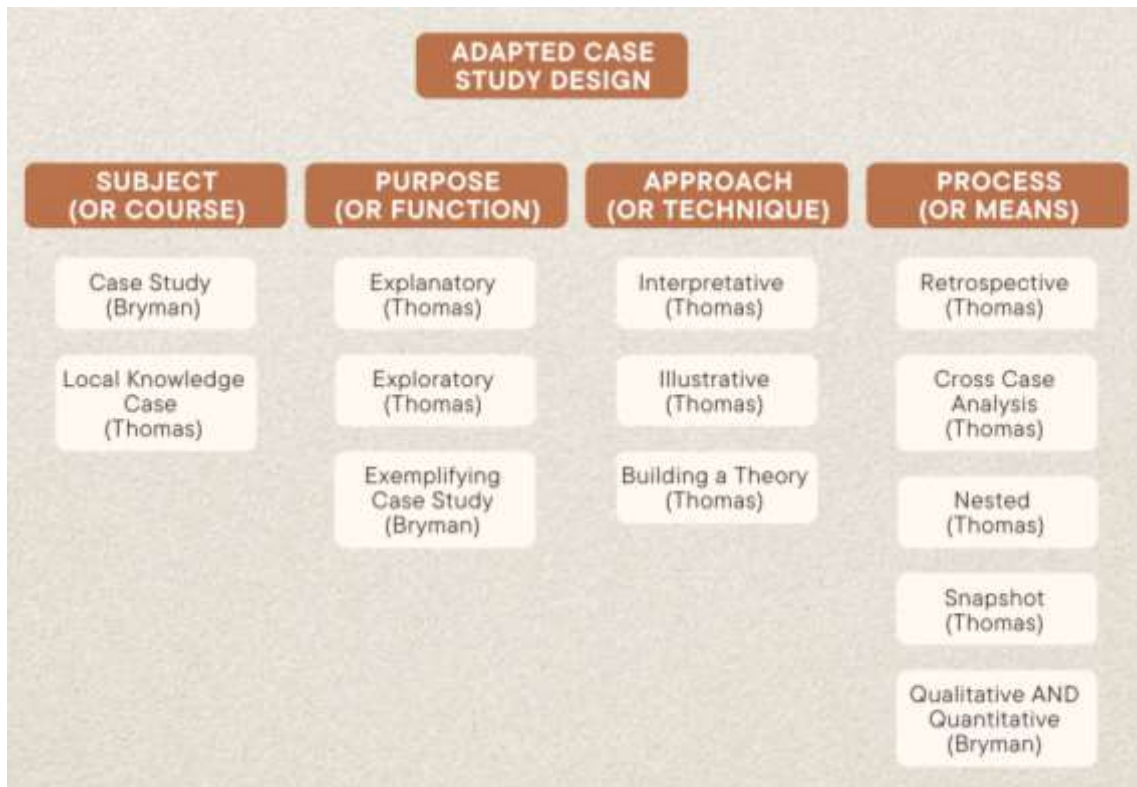 ADAPTED CASE
STUDY DESIGN
SUBJECT
(OR COURSE)
Case Study
(Bryman)
Local Knowledge
Case
(Thomas)
PURPOSE
(OR FUNCTION)
Explanatory
(Thomas)
Exploratory
(Thomas)
Exemplifying
Case Study
(Bryman)
APPROACH
(OR TECHNIQUE)
Interpretative
(Thomas)
Illustrative
(Thomas)
Building a Theory
(Thomas)
PROCESS
(OR MEANS)
Retrospective
(Thomas)
Cross Case
Analysis
(Thomas)
Nested
(Thomas)
Snapshot
(Thomas)
Qualitative AND
Quantitative
(Bryman)